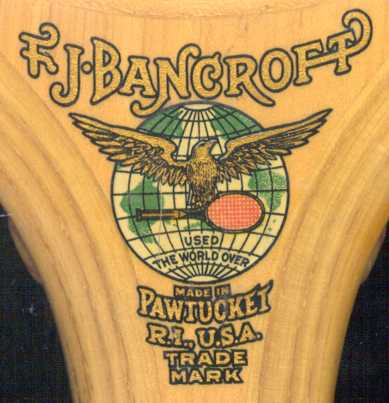 F J. BANCROFT
USED
THE WORLD OVER
MADE IN
PAWTUCKET
R.I., U.S.A.
TRADE
MARK